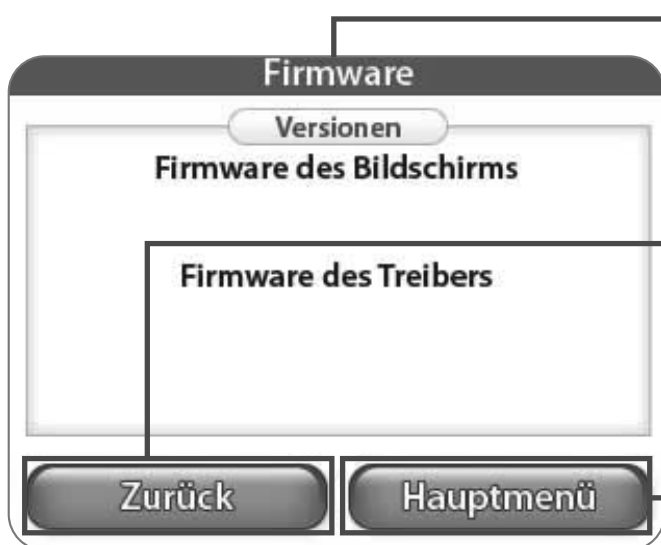 Firmware
Versionen
Firmware des Bildschirms
Firmware des Treibers
Zurück
Hauptmenü